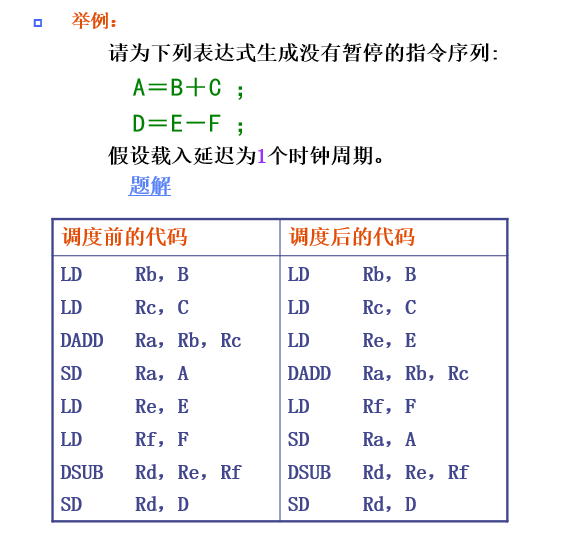 举例：
请为下列表达式生成没有暂停的指令序列：
A＝B＋C ；
D＝E－F ；
假设载入延迟为1个时钟周期。
题解
调度前的代码 调度后的代码
LD Rb，B LD Rb，B
LD Rc，C LD Rc，C
DADD Ra，Rb，Rc LD Re，E
SD Ra，A DADD Ra，Rb，Rc
LD Re，E LD Rf，F
LD Rf，F SD Ra，A
DSUB Rd，Re，Rf DSUB Rd，Re，Rf
SD Rd，D SD Rd，D